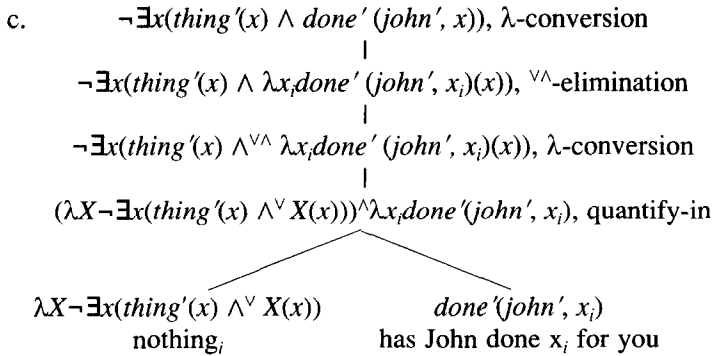 c. ¬∃x(thing′(x) ∧ done′ (john′, x)), λ-conversion
¬∃x(thing′(x) ∧ λxᵢdone′ (john′, xᵢ)(x)), ᵛ^-elimination
¬∃x(thing′(x) ∧ᵛ^ λxᵢdone′ (john′, xᵢ)(x)), λ-conversion
(λX¬∃x(thing′(x) ∧ᵛ X(x)))^λxᵢdone′(john′, xᵢ), quantify-in
λX¬∃x(thing′(x) ∧ᵛ X(x)) done′(john′, xᵢ)
nothingᵢ has John done xᵢ for you